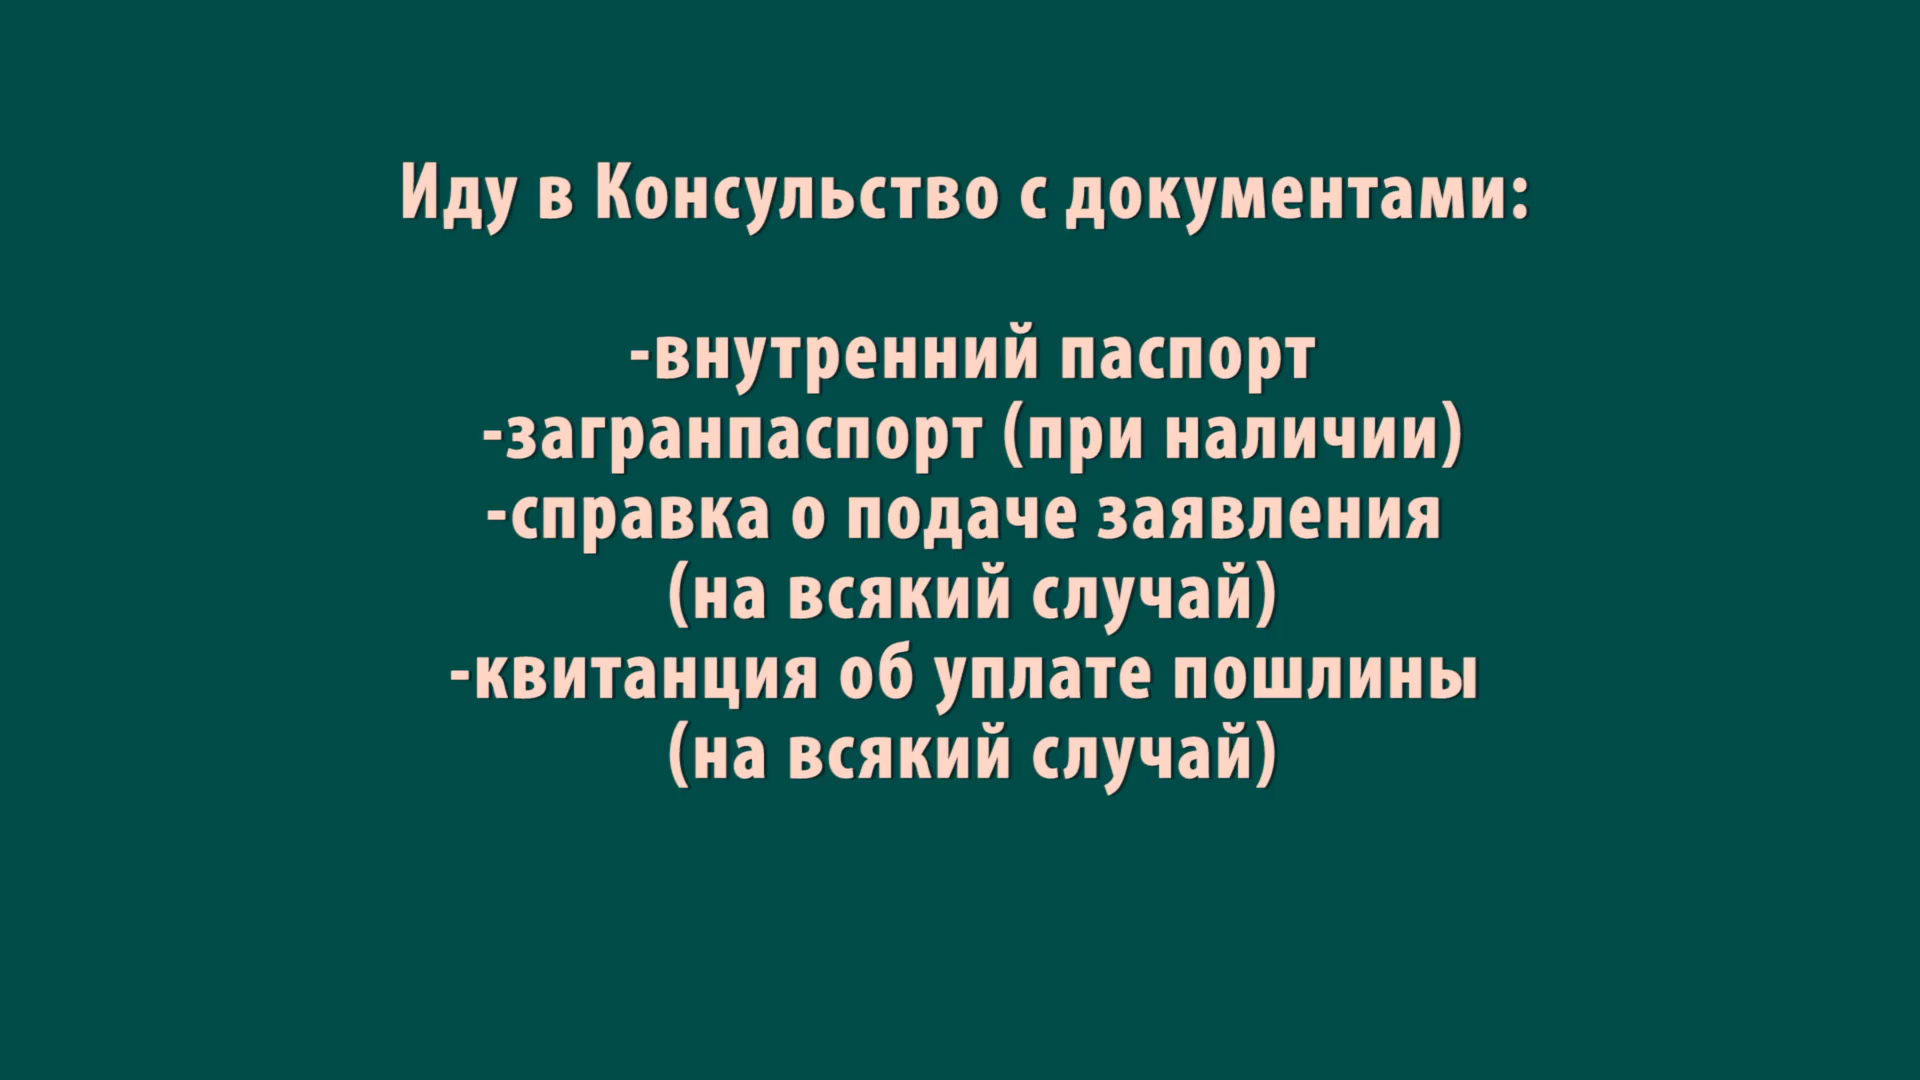 Иду в Консульство с документами:
-внутренний паспорт
-загранпаспорт (при наличии)
-справка о подаче заявления
(на всякий случай)
-квитанция об уплате пошлины
(на всякий случай)